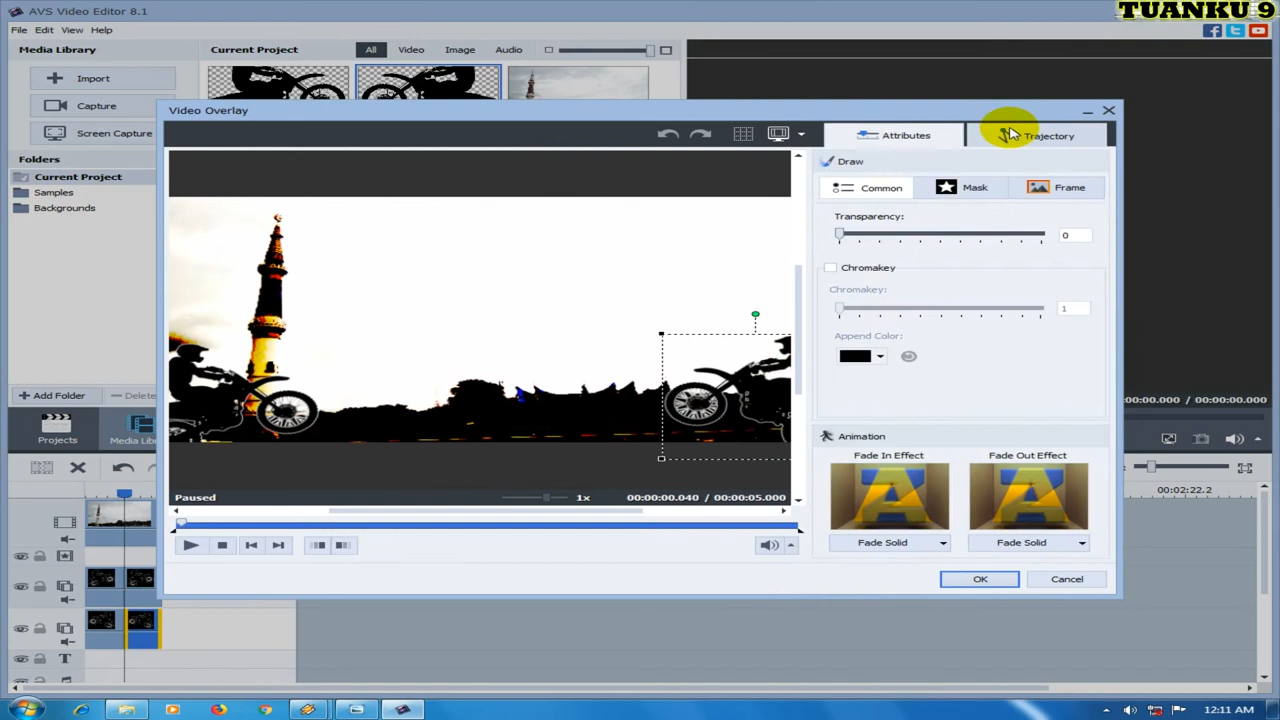 AVS Video Editor 8.1
TUANKU 9
File Edit View Help
Media Library
Current Project
All Video Image Audio
Import
Capture
Screen Capture
Folders
Current Project
Samples
Backgrounds
+ Add Folder
Delete
Projects
Media Lib
Video Overlay
Attributes
Trajectory
Draw
Common
Mask
Frame
Transparency:
0
Chromakey
Chromakey:
1
Append Color:
Animation
Fade In Effect
Fade Out Effect
Fade Solid
Fade Solid
Paused
1x
00:00:00.040 / 00:00:05.000
OK
Cancel
00:00:00.000 / 00:00:00.000
00:02:22.2
T
12:11 AM